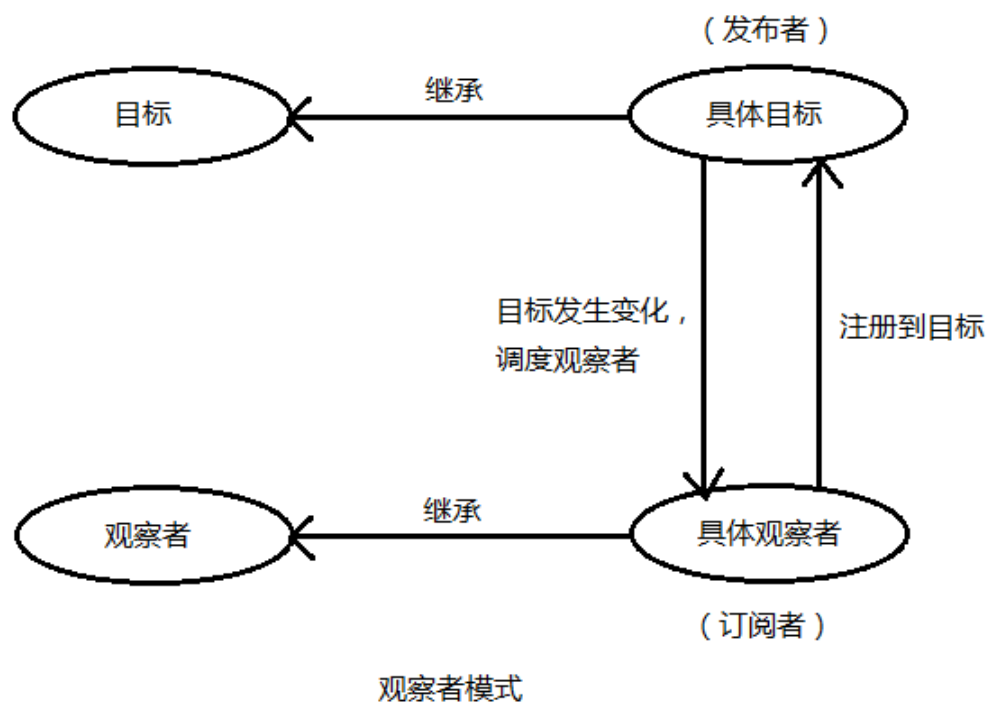 （发布者）
目标
继承
具体目标
目标发生变化，
调度观察者
注册到目标
观察者
继承
具体观察者
（订阅者）
观察者模式